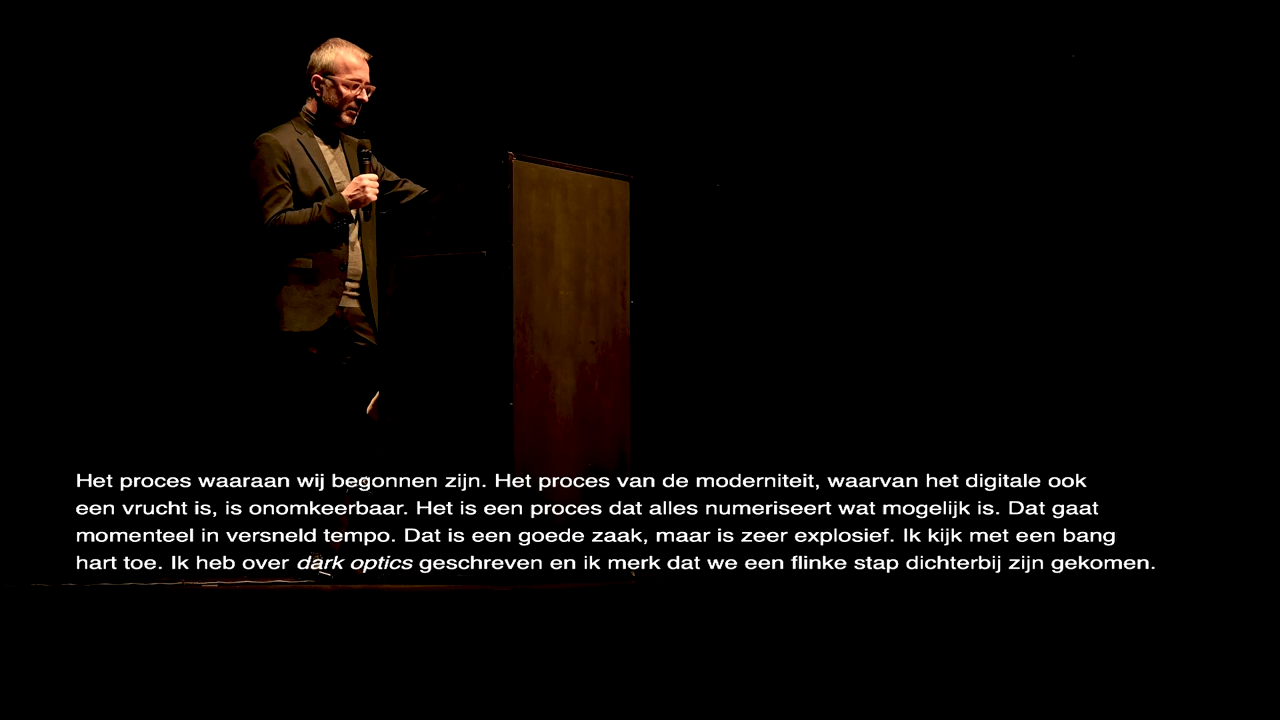 Het proces waaraan wij begonnen zijn. Het proces van de moderniteit, waarvan het digitale ook
een vrucht is, is onomkeerbaar. Het is een proces dat alles numeriseert wat mogelijk is. Dat gaat
momenteel in versneld tempo. Dat is een goede zaak, maar is zeer explosief. Ik kijk met een bang
hart toe. Ik heb over dark optics geschreven en ik merk dat we een flinke stap dichterbij zijn gekomen.